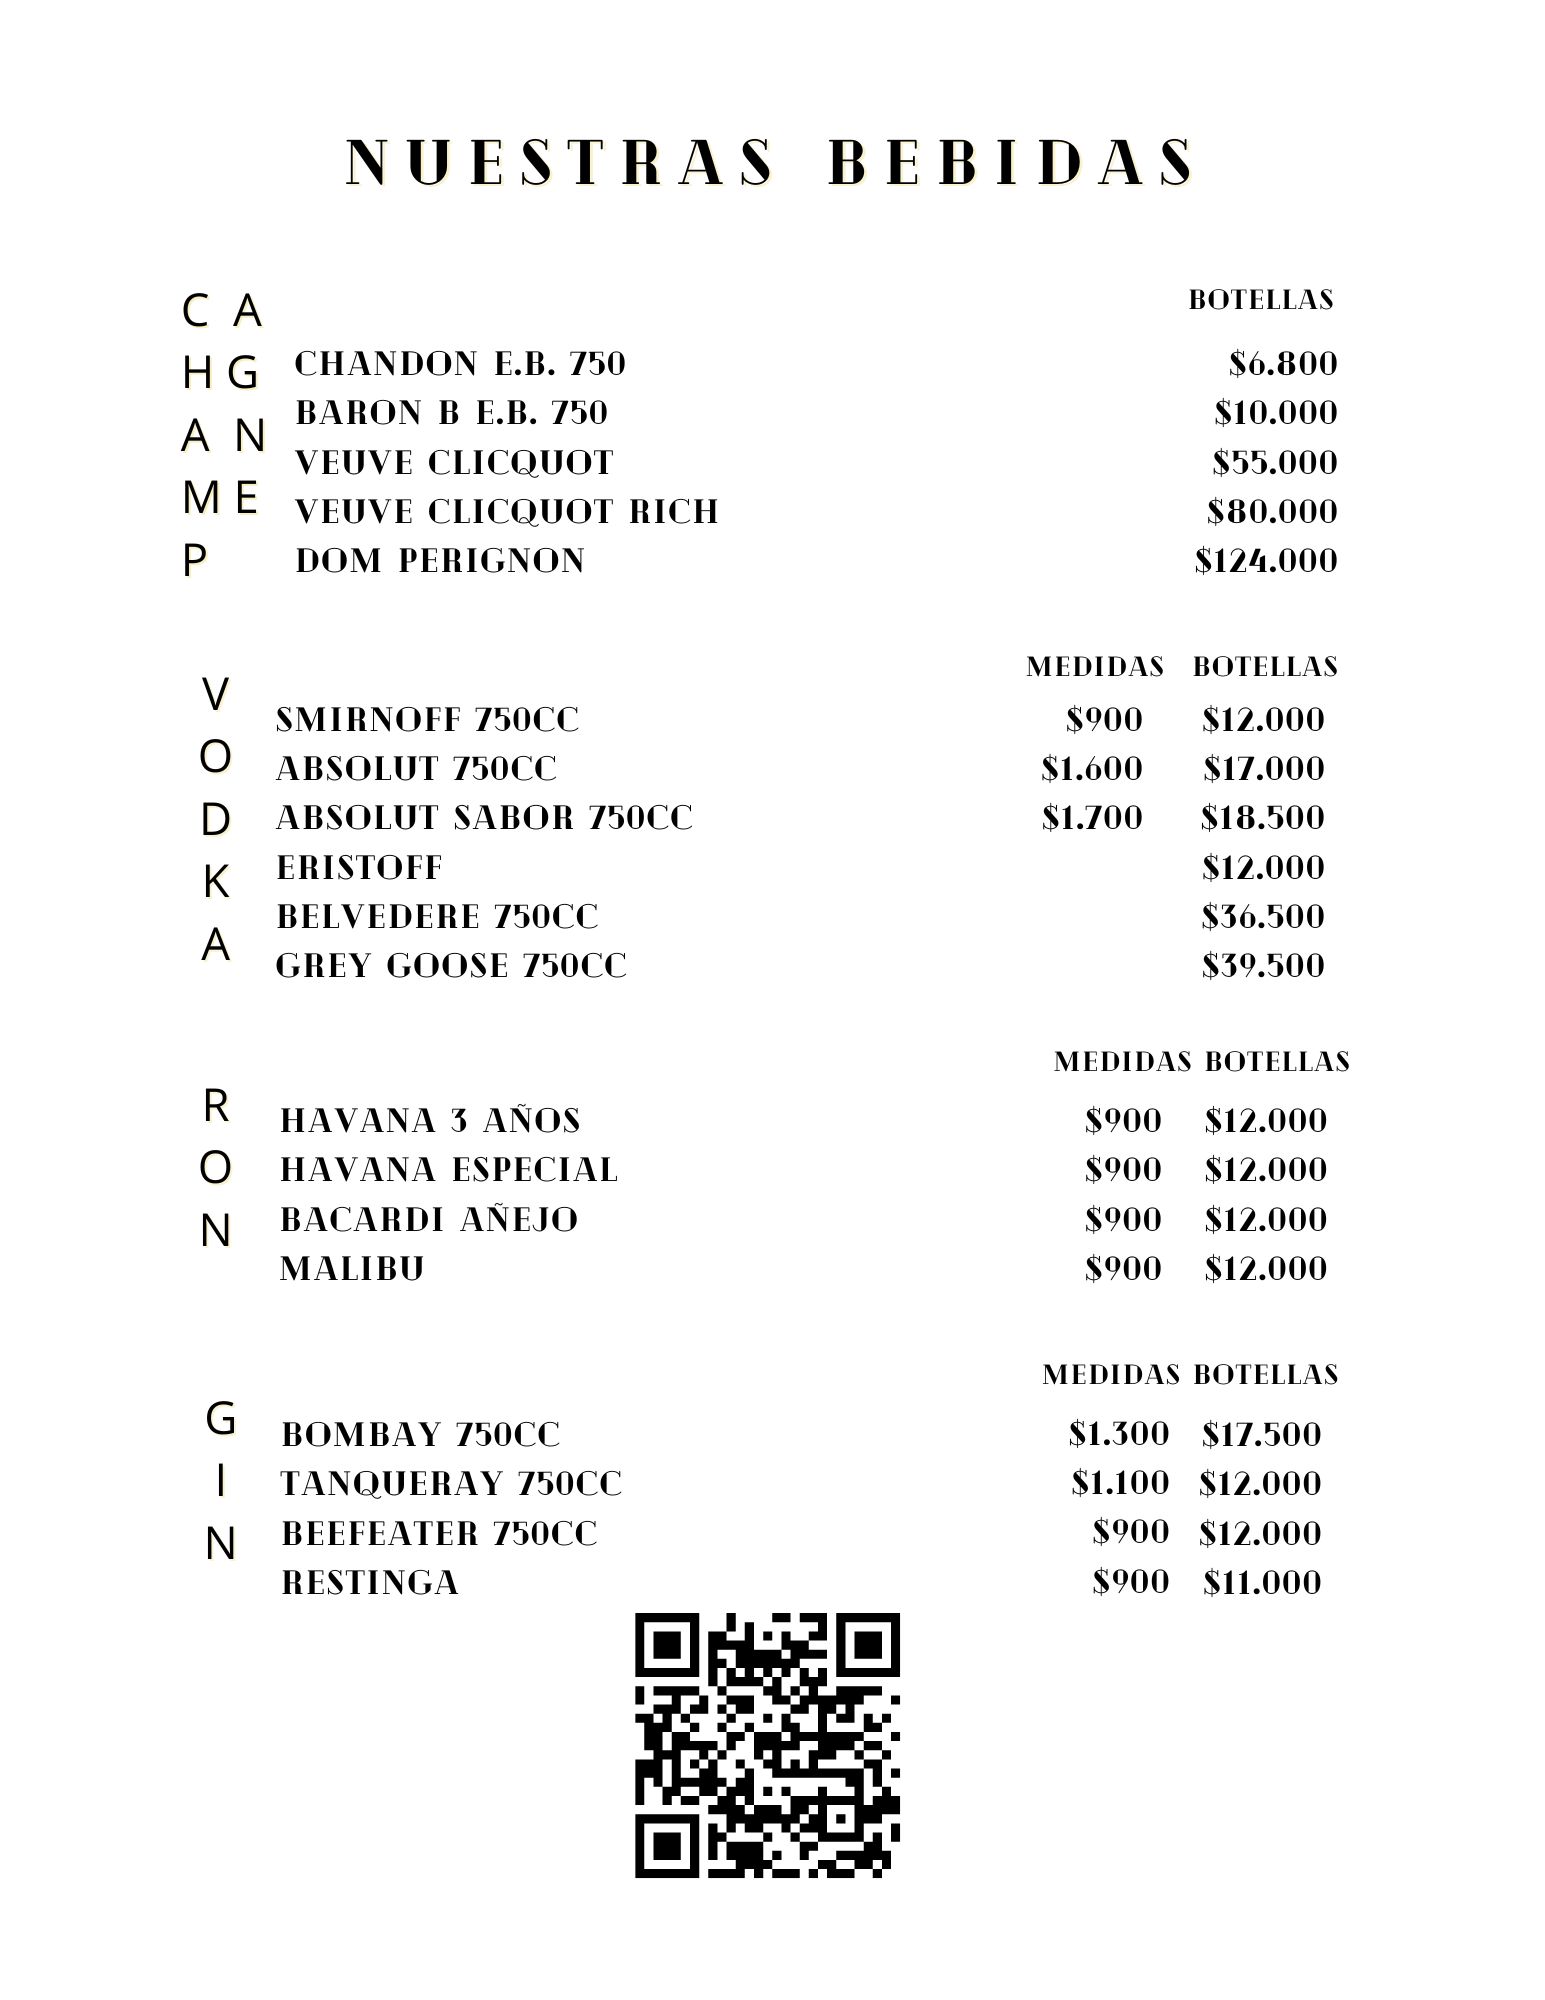 NUESTRAS BEBIDAS
CHAMPAGNE
BOTELLAS
CHANDON E.B. 750 $6.800
BARON B E.B. 750 $10.000
VEUVE CLICQUOT $55.000
VEUVE CLICQUOT RICH $80.000
DOM PERIGNON $124.000
VODKA
MEDIDAS BOTELLAS
SMIRNOFF 750CC $900 $12.000
ABSOLUT 750CC $1.600 $17.000
ABSOLUT SABOR 750CC $1.700 $18.500
ERISTOFF $12.000
BELVEDERE 750CC $36.500
GREY GOOSE 750CC $39.500
RON
MEDIDAS BOTELLAS
HAVANA 3 AÑOS $900 $12.000
HAVANA ESPECIAL $900 $12.000
BACARDI AÑEJO $900 $12.000
MALIBU $900 $12.000
GIN
MEDIDAS BOTELLAS
BOMBAY 750CC $1.300 $17.500
TANQUERAY 750CC $1.100 $12.000
BEEFEATER 750CC $900 $12.000
RESTINGA $900 $11.000